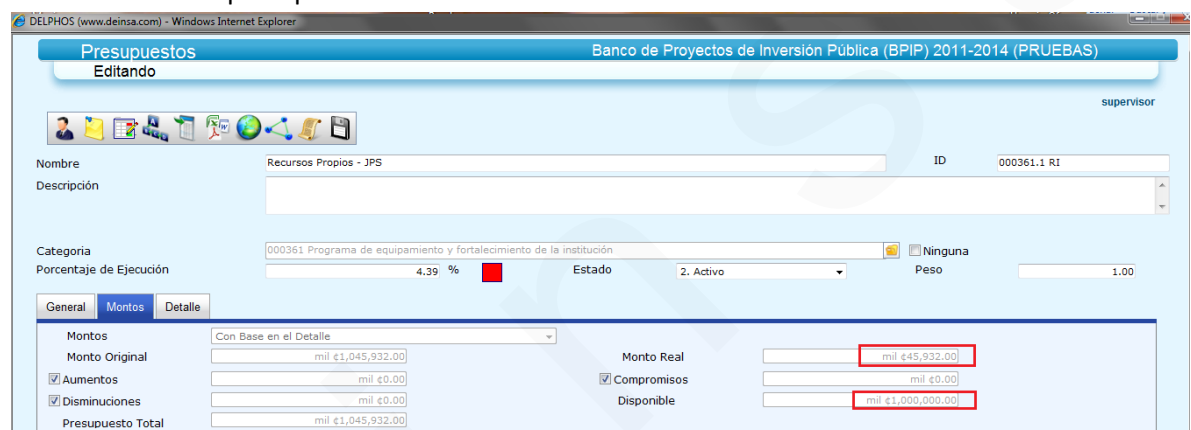 DELPHOS (www.deinsa.com) - Windows Internet Explorer
Presupuestos
Banco de Proyectos de Inversión Pública (BPIP) 2011-2014 (PRUEBAS)
Editando
supervisor
Nombre
Recursos Propios - JPS
ID
000361.1 RI
Descripción
Categoria
000361 Programa de equipamiento y fortalecimiento de la institución
Ninguna
Porcentaje de Ejecución
4.39 %
Estado
2. Activo
Peso
1.00
General Montos Detalle
Montos
Con Base en el Detalle
Monto Original
mil ¢1,045,932.00
Monto Real
mil ¢45,932.00
Aumentos
mil ¢0.00
Compromisos
mil ¢0.00
Disminuciones
mil ¢0.00
Disponible
mil ¢1,000,000.00
Presupuesto Total
mil ¢1,045,932.00